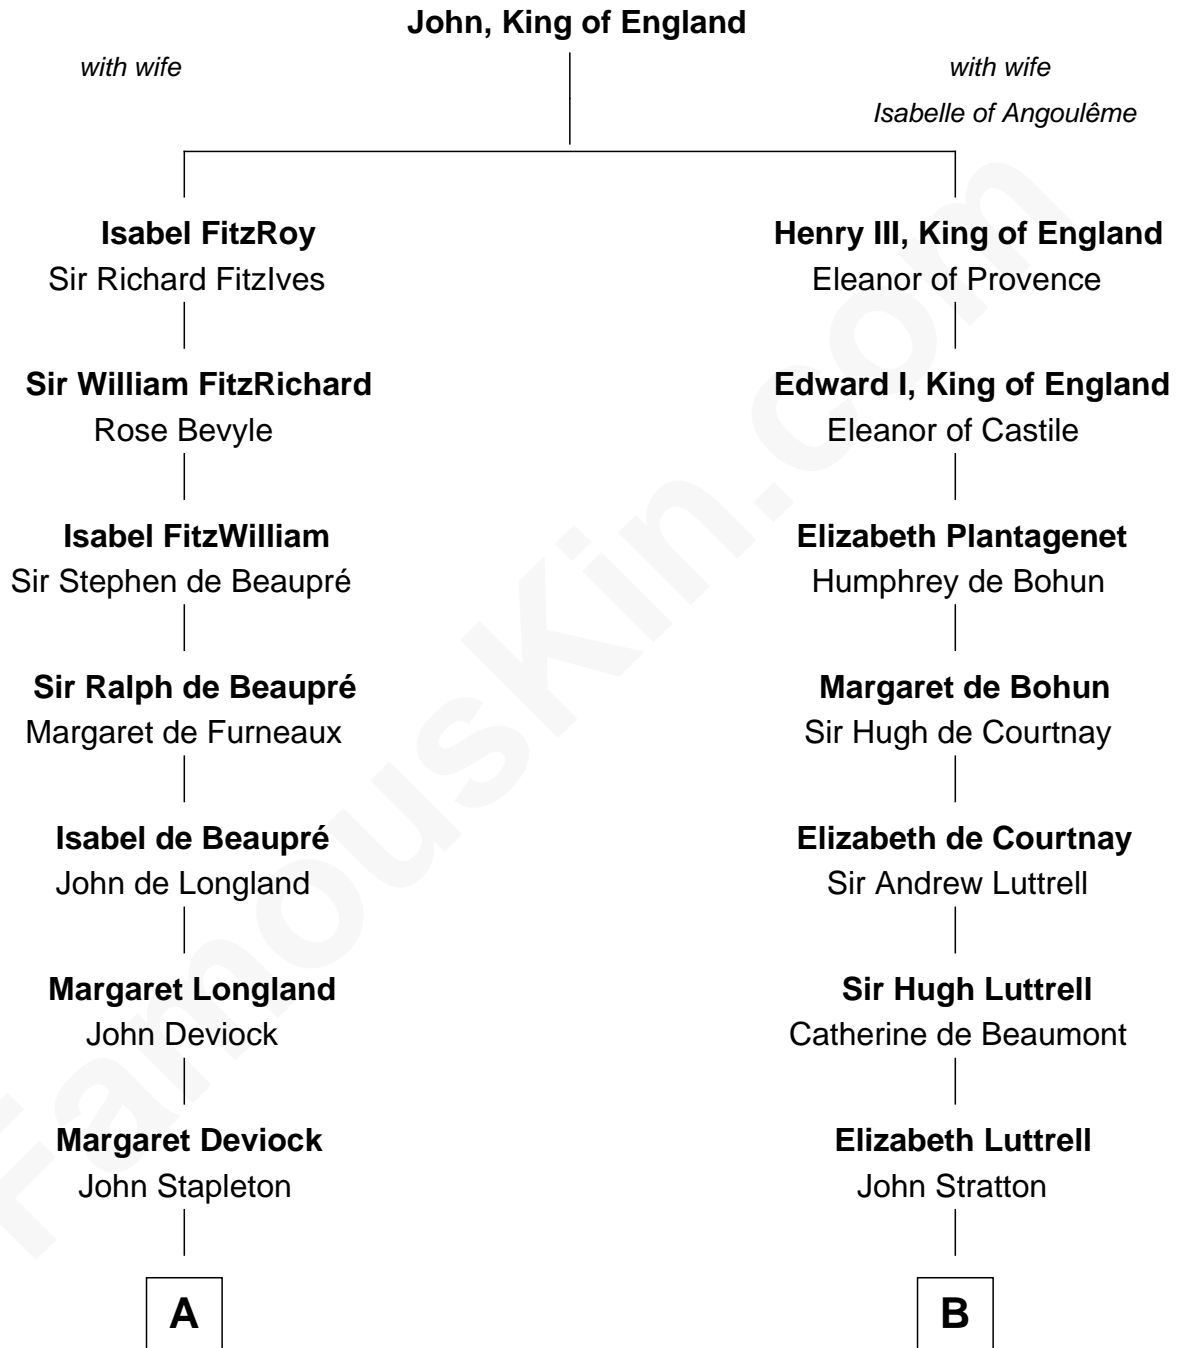 John, King of England
with wife
with wife
Isabelle of Angoulême
Isabel FitzRoy
Sir Richard FitzIves
Henry III, King of England
Eleanor of Provence
Sir William FitzRichard
Rose Bevyle
Edward I, King of England
Eleanor of Castile
Isabel FitzWilliam
Sir Stephen de Beaupré
Elizabeth Plantagenet
Humphrey de Bohun
Sir Ralph de Beaupré
Margaret de Furneaux
Margaret de Bohun
Sir Hugh de Courtnay
Isabel de Beaupré
John de Longland
Elizabeth de Courtnay
Sir Andrew Luttrell
Margaret Longland
John Deviock
Sir Hugh Luttrell
Catherine de Beaumont
Margaret Deviock
John Stapleton
Elizabeth Luttrell
John Stratton
A
B
FamousKin.com